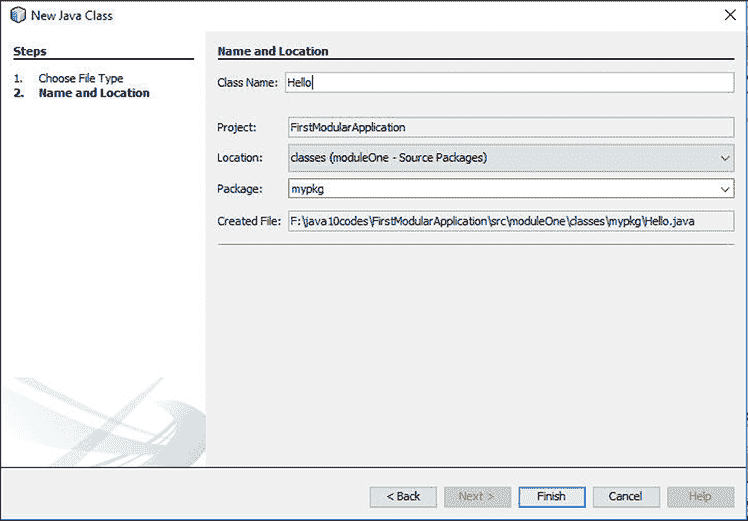 New Java Class
Steps
1. Choose File Type
2. Name and Location
Name and Location
Class Name: Hello
Project: FirstModularApplication
Location: classes (moduleOne - Source Packages)
Package: mypkg
Created File: F:\java10codes\FirstModularApplication\src\moduleOne\classes\mypkg\Hello.java
< Back Next > Finish Cancel Help